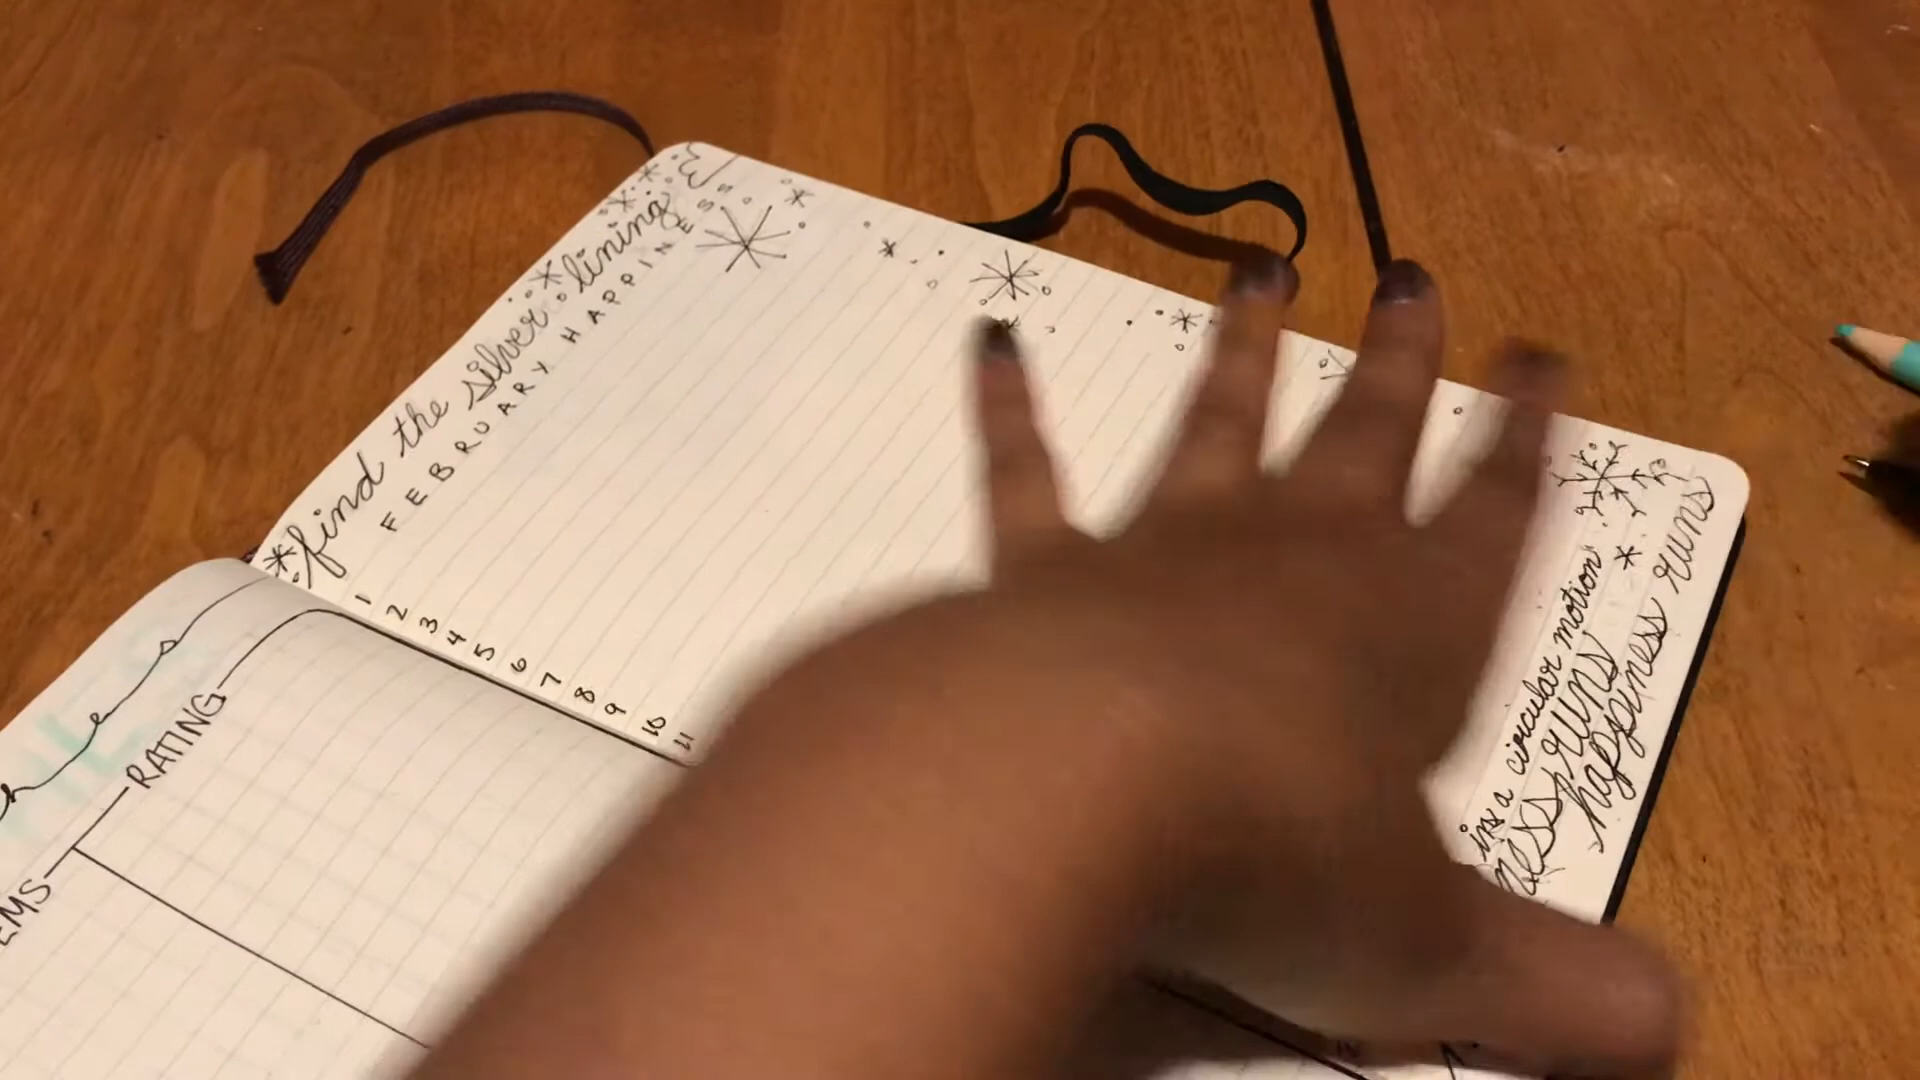 find the silver lining
FEBRUARY HAPPINESS
1
2
3
4
5
6
7
8
9
10
11
in a circular motion
ness runs
happiness runs
RATING
EMS